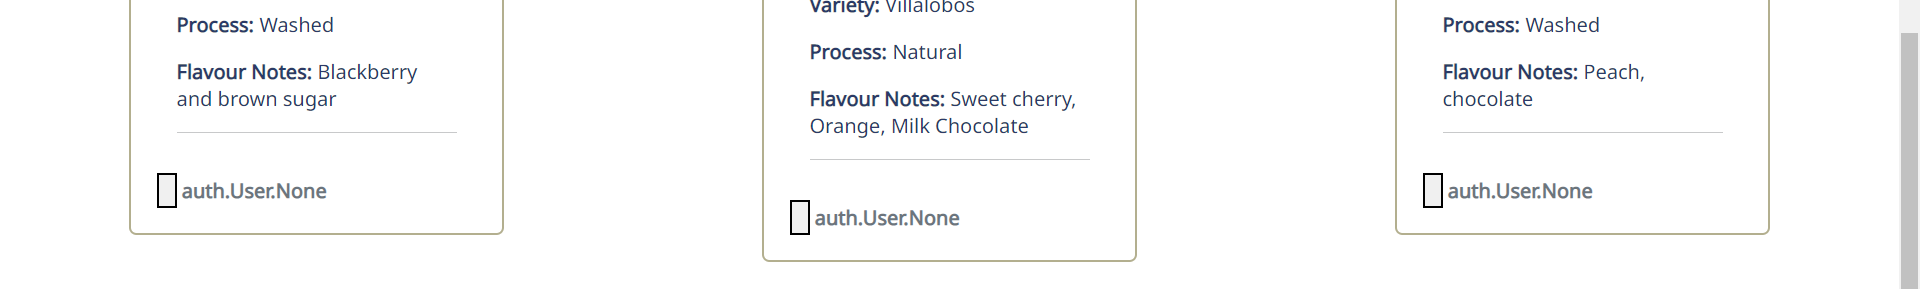 Process: Washed
Flavour Notes: Blackberry
and brown sugar
auth.User.None
Variety: Villalobos
Process: Natural
Flavour Notes: Sweet cherry,
Orange, Milk Chocolate
auth.User.None
Process: Washed
Flavour Notes: Peach,
chocolate
auth.User.None